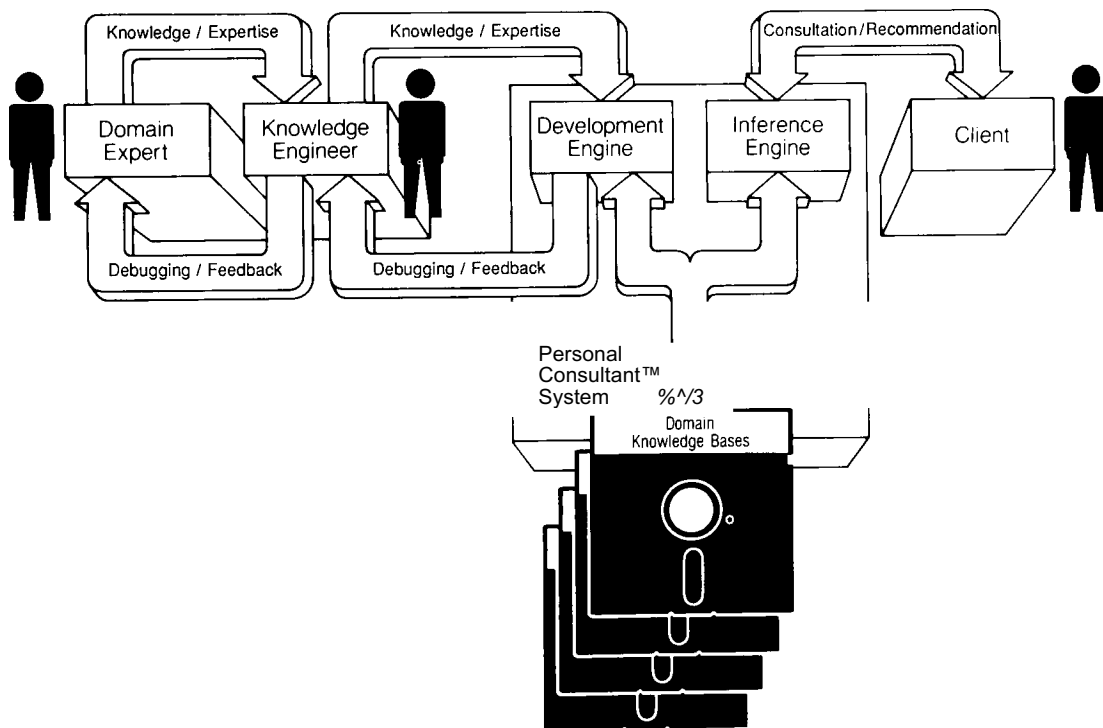 Knowledge / Expertise
Knowledge / Expertise
Consultation/Recommendation
Domain
Expert
Knowledge
Engineer
Development
Engine
Inference
Engine
Client
Debugging / Feedback
Debugging / Feedback
Personal
Consultant™
System %^/3
Domain
Knowledge Bases